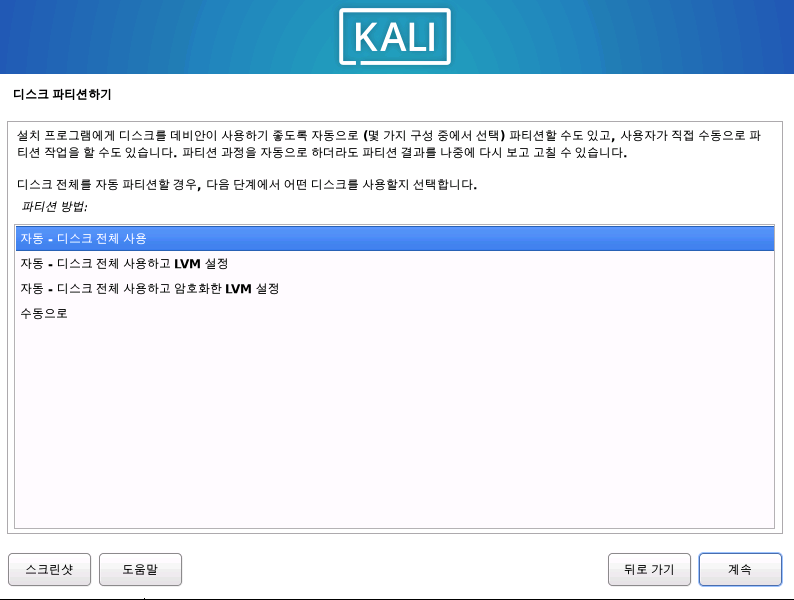 KALI
디스크 파티션하기
설치 프로그램에게 디스크를 데비안이 사용하기 좋도록 자동으로 (몇 가지 구성 중에서 선택) 파티션할 수도 있고, 사용자가 직접 수동으로 파
티션 작업을 할 수도 있습니다. 파티션 과정을 자동으로 하더라도 파티션 결과를 나중에 다시 보고 고칠 수 있습니다.
디스크 전체를 자동 파티션할 경우, 다음 단계에서 어떤 디스크를 사용할지 선택합니다.
파티션 방법:
자동 - 디스크 전체 사용
자동 - 디스크 전체 사용하고 LVM 설정
자동 - 디스크 전체 사용하고 암호화한 LVM 설정
수동으로
스크린샷 도움말 뒤로 가기 계속